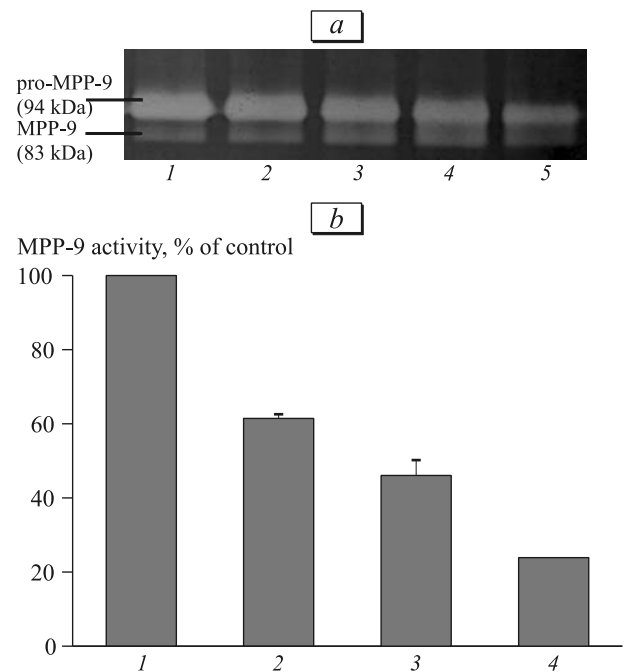 a
pro-MPP-9
(94 kDa)
MPP-9
(83 kDa)
1 2 3 4 5
b
MPP-9 activity, % of control
100
80
60
40
20
0
1 2 3 4